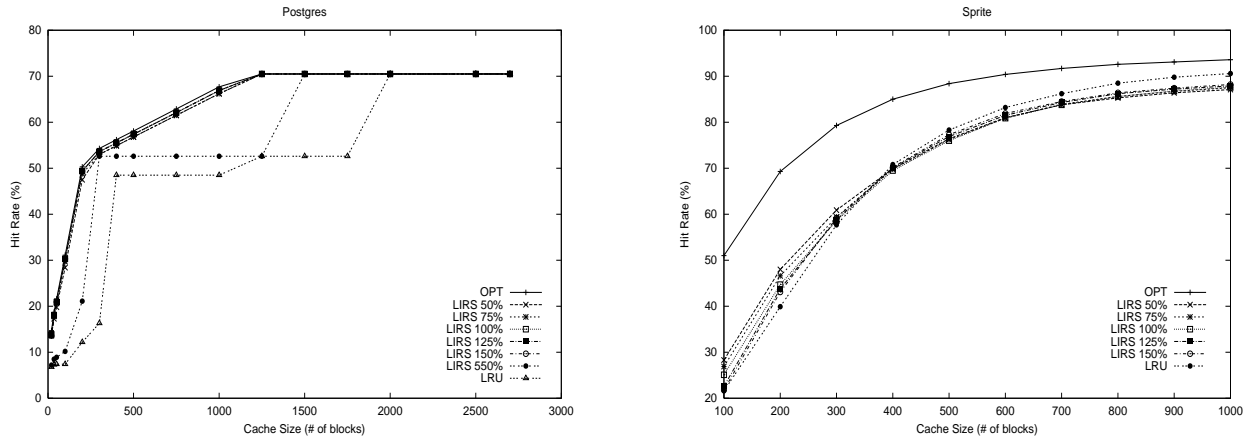 Postgres
80
70
60
50
40
30
20
10
0
Hit Rate (%)
OPT
LIRS 50%
LIRS 75%
LIRS 100%
LIRS 125%
LIRS 150%
LIRS 550%
LRU
0 500 1000 1500 2000 2500 3000
Cache Size (# of blocks)
Sprite
100
90
80
70
60
50
40
30
20
Hit Rate (%)
OPT
LIRS 50%
LIRS 75%
LIRS 100%
LIRS 125%
LIRS 150%
LRU
100 200 300 400 500 600 700 800 900 1000
Cache Size (# of blocks)